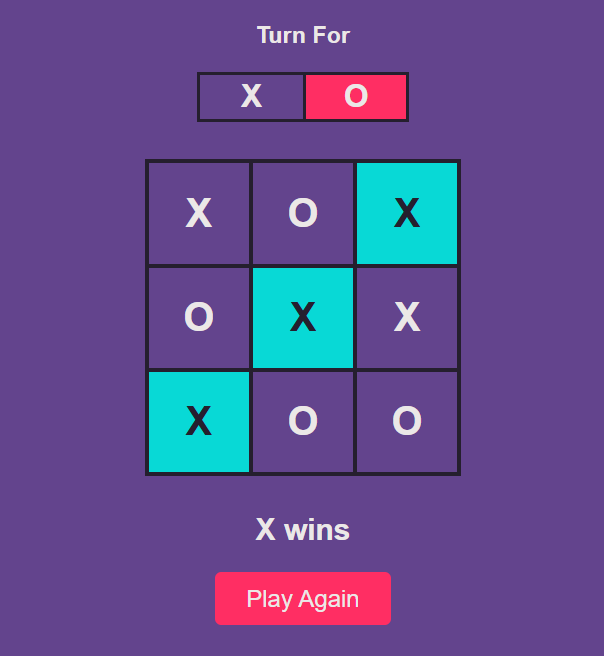 Turn For
X O
X O X
O X X
X O O
X wins
Play Again